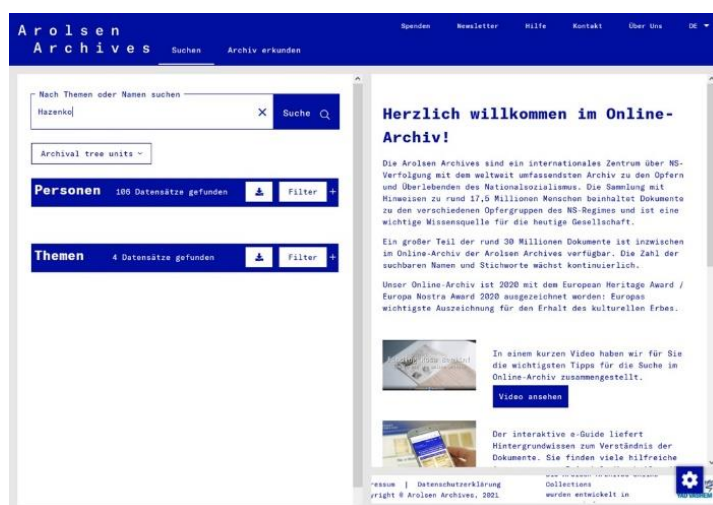 Arolsen
Archives
Suchen
Archiv erkunden
Spenden
Newsletter
Hilfe
Kontakt
Über Uns
DE
Nach Themen oder Namen suchen
Hazenko
Suche
Archival tree units
Personen 106 Datensätze gefunden Filter +
Themen 4 Datensätze gefunden Filter +
Herzlich willkommen im Online-
Archiv!
Die Arolsen Archives sind ein internationales Zentrum über NS-
Verfolgung mit dem weltweit umfassendsten Archiv zu den Opfern
und Überlebenden des Nationalsozialismus. Die Sammlung mit
Hinweisen zu rund 17,5 Millionen Menschen beinhaltet Dokumente
zu den verschiedenen Opfergruppen des NS-Regimes und ist eine
wichtige Wissensquelle für die heutige Gesellschaft.
Ein großer Teil der rund 30 Millionen Dokumente ist inzwischen
im Online-Archiv der Arolsen Archives verfügbar. Die Zahl der
suchbaren Namen und Stichworte wächst kontinuierlich.
Unser Online-Archiv ist 2020 mit dem European Heritage Award /
Europa Nostra Award 2020 ausgezeichnet worden: Europas
wichtigste Auszeichnung für den Erhalt des kulturellen Erbes.
In einem kurzen Video haben wir für Sie
die wichtigsten Tipps für die Suche im
Online-Archiv zusammengestellt.
Video ansehen
Der interaktive e-Guide liefert
Hintergrundwissen zum Verständnis der
Dokumente. Sie finden viele hilfreiche
ressum | Datenschutzerklärung
yright © Arolsen Archives, 2021
Collections
wurden entwickelt in